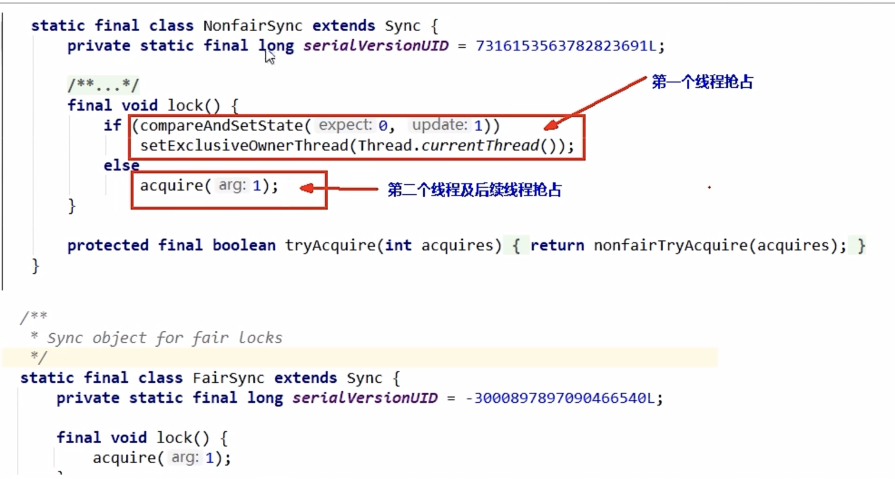 static final class NonfairSync extends Sync {
private static final long serialVersionUID = 7316153563782823691L;
/**...*/
第一个线程抢占
final void lock() {
if (compareAndSetState( expect: 0, update: 1))
setExclusiveOwnerThread(Thread.currentThread());
else
acquire( arg: 1);
第二个线程及后续线程抢占
}
protected final boolean tryAcquire(int acquires) { return nonfairTryAcquire(acquires); }
}
/**
* Sync object for fair locks
*/
static final class FairSync extends Sync {
private static final long serialVersionUID = -3000897897090466540L;
final void lock() {
acquire( arg: 1);